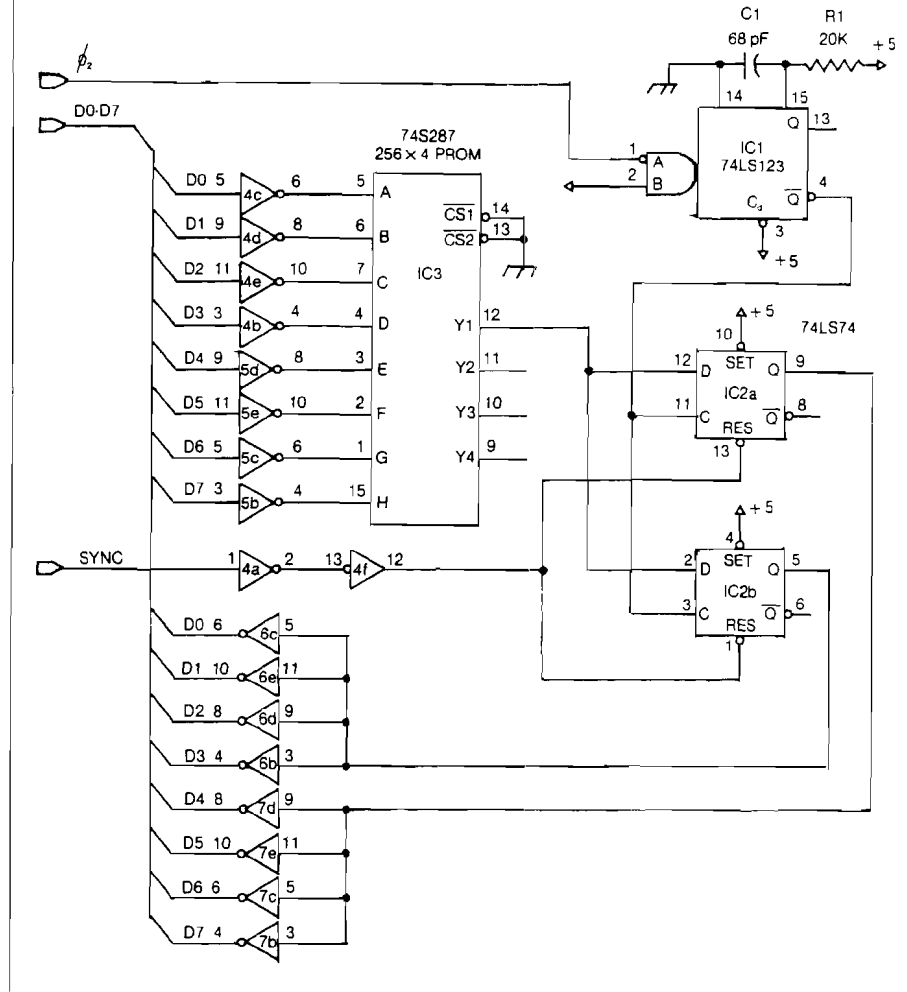 C1
68 pF
R1
20K
+5
ϕ2
D0-D7
14
15
13
Q
IC1
74LS123
1
A
2
B
4
Q
Cd
3
+5
74S287
256 × 4 PROM
D0 5 4c 6 5 A
D1 9 4d 8 6 B
D2 11 4e 10 7 C
D3 3 4b 4 4 D
D4 9 5d 8 3 E
D5 11 5e 10 2 F
D6 5 5c 6 1 G
D7 3 5b 4 15 H
CS1 14
CS2 13
IC3
Y1 12
Y2 11
Y3 10
Y4 9
+5
10
74LS74
12 D SET Q 9
IC2a
11 C Q 8
RES
13
+5
4
2 D SET Q 5
IC2b
3 C Q 6
RES
1
SYNC 1 4a 2 13 4f 12
D0 6 6c 5
D1 10 6e 11
D2 8 6d 9
D3 4 6b 3
D4 8 7d 9
D5 10 7e 11
D6 6 7c 5
D7 4 7b 3